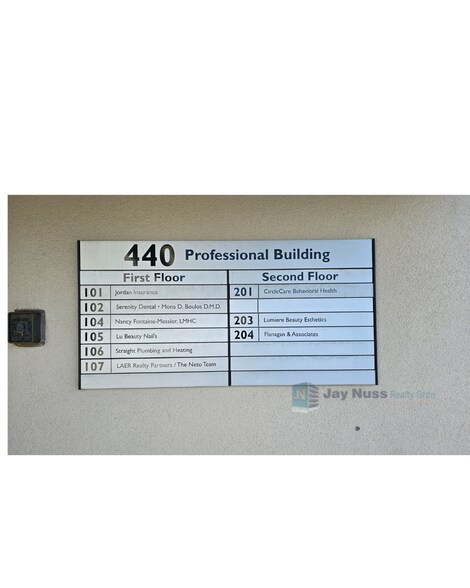 440 Professional Building
First Floor
101 Jordan Insurance
102 Serenity Dental • Moris D. Boulos D.M.D.
104 Nancy Fontaine-Messier, LMHC
105 Lu Beauty Nails
106 Straight Plumbing and Heating
107 LAER Realty Partners / The Neto Team
Second Floor
201 CircleCare Behavioral Health
203 Lumiere Beauty Esthetics
204 Flanagan & Associates
JN Jay Nuss Realty Group